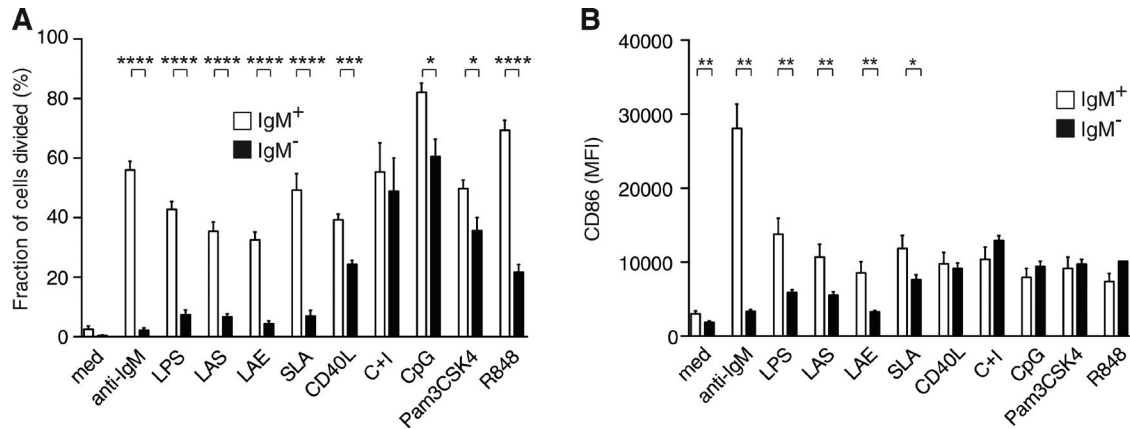 A
Fraction of cells divided (%)
100
80
60
40
20
0
**** **** **** **** **** *** * * ****
IgM+
IgM-
med anti-IgM LPS LAS LAE SLA CD40L C+I CpG Pam3CSK4 R848
B
CD86 (MFI)
40000
30000
20000
10000
0
** ** ** ** ** *
IgM+
IgM-
med anti-IgM LPS LAS LAE SLA CD40L C+I CpG Pam3CSK4 R848